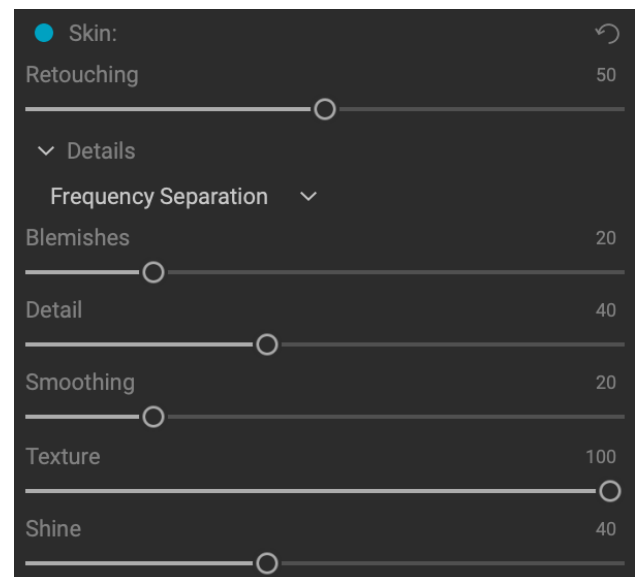 Skin:
Retouching 50
Details
Frequency Separation
Blemishes 20
Detail 40
Smoothing 20
Texture 100
Shine 40